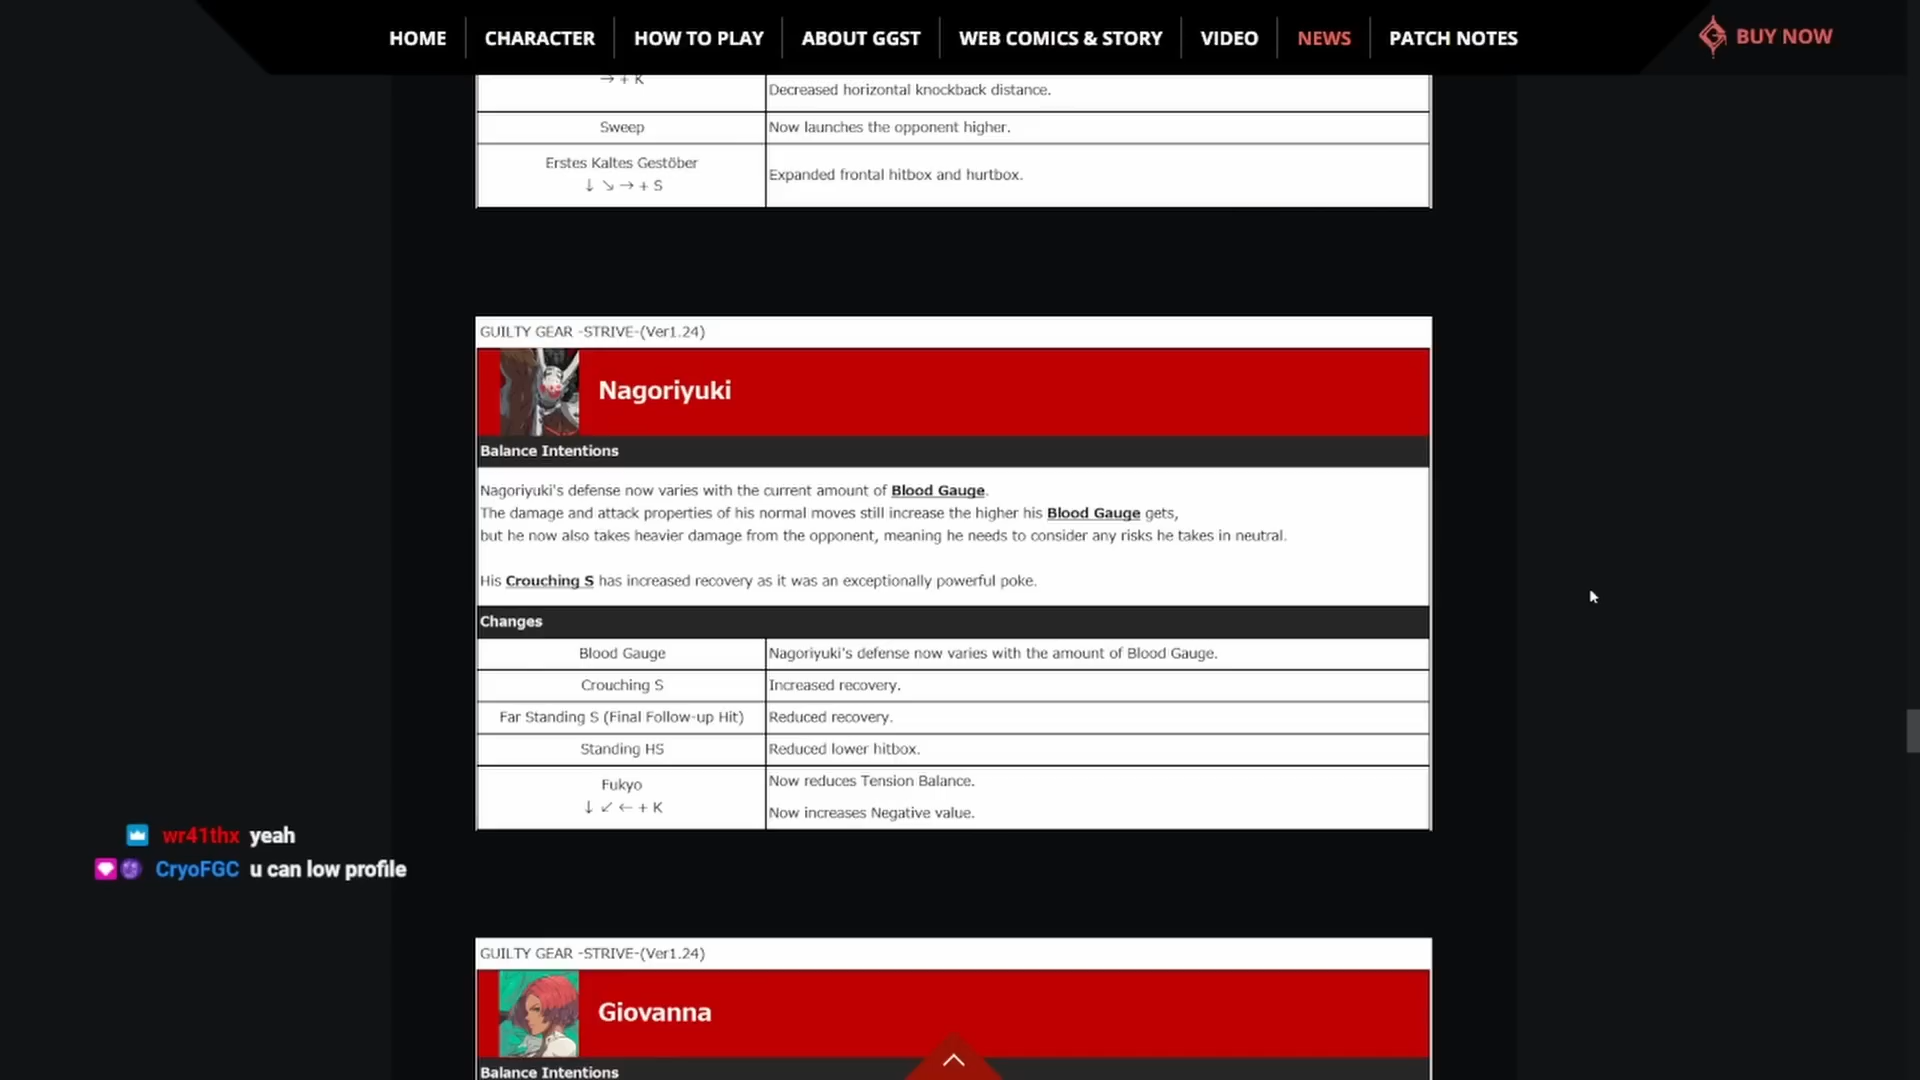 HOME CHARACTER HOW TO PLAY ABOUT GGST WEB COMICS & STORY VIDEO NEWS PATCH NOTES BUY NOW
→ + K
Decreased horizontal knockback distance.
Sweep Now launches the opponent higher.
Erstes Kaltes Gestöber
↓ ↘ → + S
Expanded frontal hitbox and hurtbox.
GUILTY GEAR -STRIVE-(Ver1.24)
Nagoriyuki
Balance Intentions
Nagoriyuki's defense now varies with the current amount of Blood Gauge.
The damage and attack properties of his normal moves still increase the higher his Blood Gauge gets,
but he now also takes heavier damage from the opponent, meaning he needs to consider any risks he takes in neutral.
His Crouching S has increased recovery as it was an exceptionally powerful poke.
Changes
Blood Gauge Nagoriyuki's defense now varies with the amount of Blood Gauge.
Crouching S Increased recovery.
Far Standing S (Final Follow-up Hit) Reduced recovery.
Standing HS Reduced lower hitbox.
Fukyo
↓ ↙ ← + K
Now reduces Tension Balance.
Now increases Negative value.
wr41thx yeah
CryoFGC u can low profile
GUILTY GEAR -STRIVE-(Ver1.24)
Giovanna
Balance Intentions